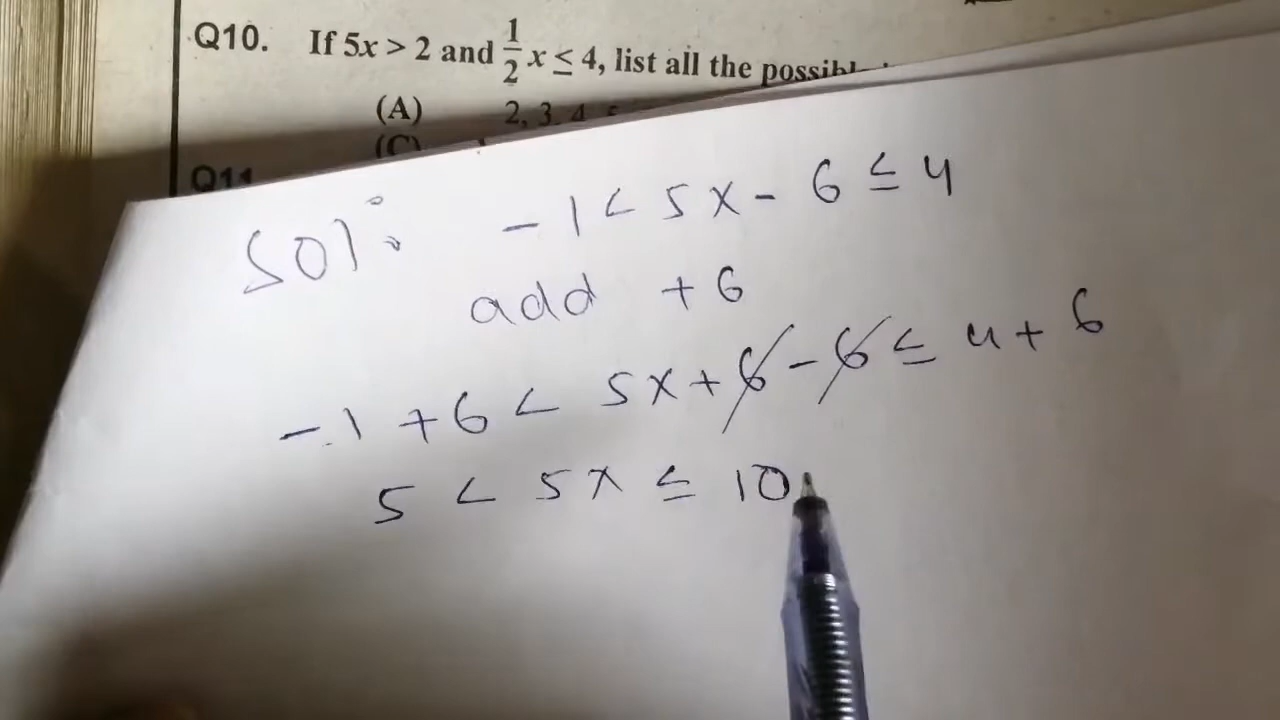 Q10. If 5x > 2 and 1/2 x ≤ 4, list all the
(A) 2, 3, 4
(C)
Q11
Sol:
-1 < 5x - 6 ≤ 4
add +6
-1 + 6 < 5x + 6 - 6 ≤ 4 + 6
5 < 5x ≤ 10